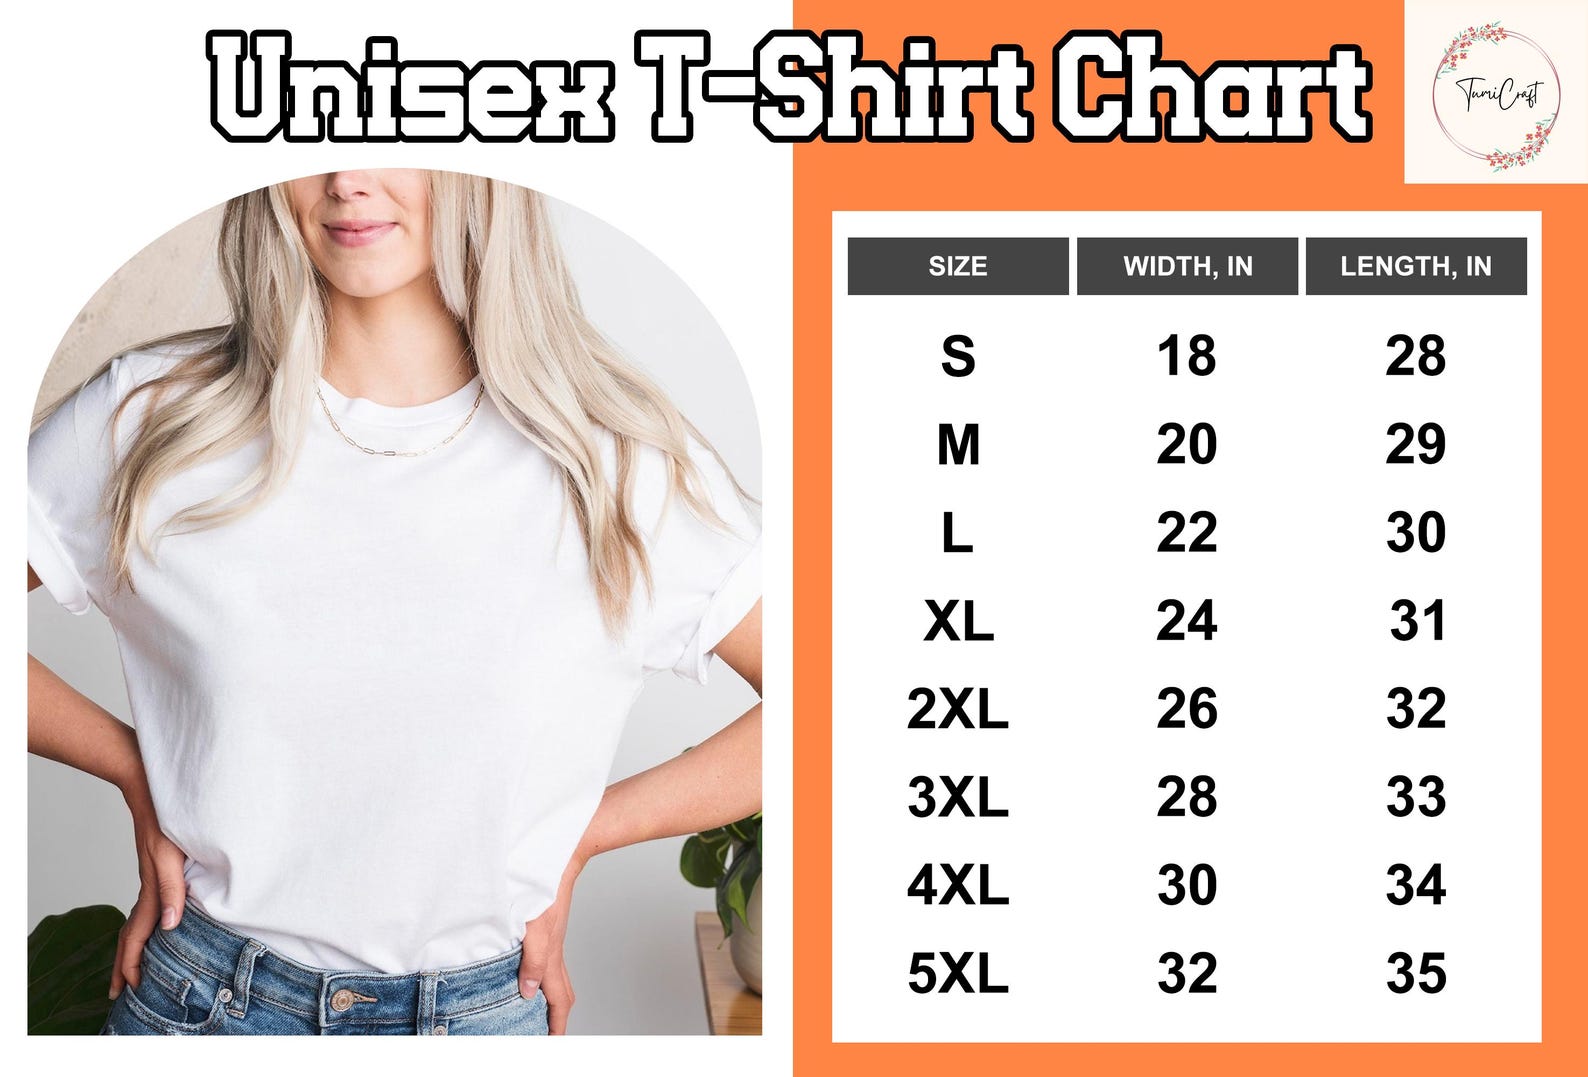 Unisex T-Shirt Chart
TumiCraft
SIZE WIDTH, IN LENGTH, IN
S 18 28
M 20 29
L 22 30
XL 24 31
2XL 26 32
3XL 28 33
4XL 30 34
5XL 32 35